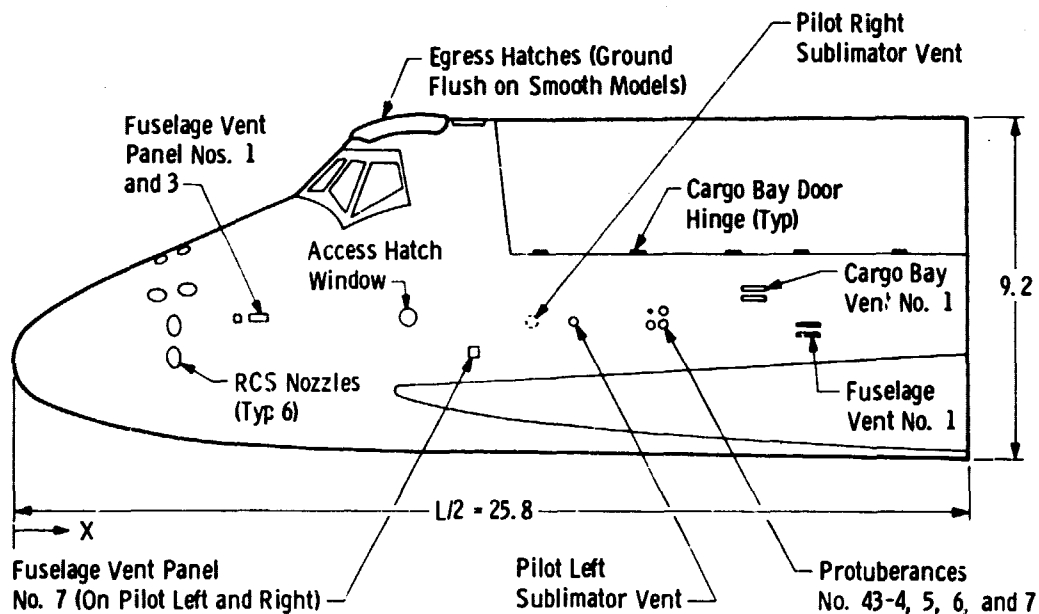 Pilot Right
Sublimator Vent
Egress Hatches (Ground
Flush on Smooth Models)
Fuselage Vent
Panel Nos. 1
and 3
Cargo Bay Door
Hinge (Typ)
Access Hatch
Window
Cargo Bay
Vent No. 1
9.2
RCS Nozzles
(Typ 6)
Fuselage
Vent No. 1
L/2 = 25.8
X
Fuselage Vent Panel
No. 7 (On Pilot Left and Right)
Pilot Left
Sublimator Vent
Protuberances
No. 43-4, 5, 6, and 7